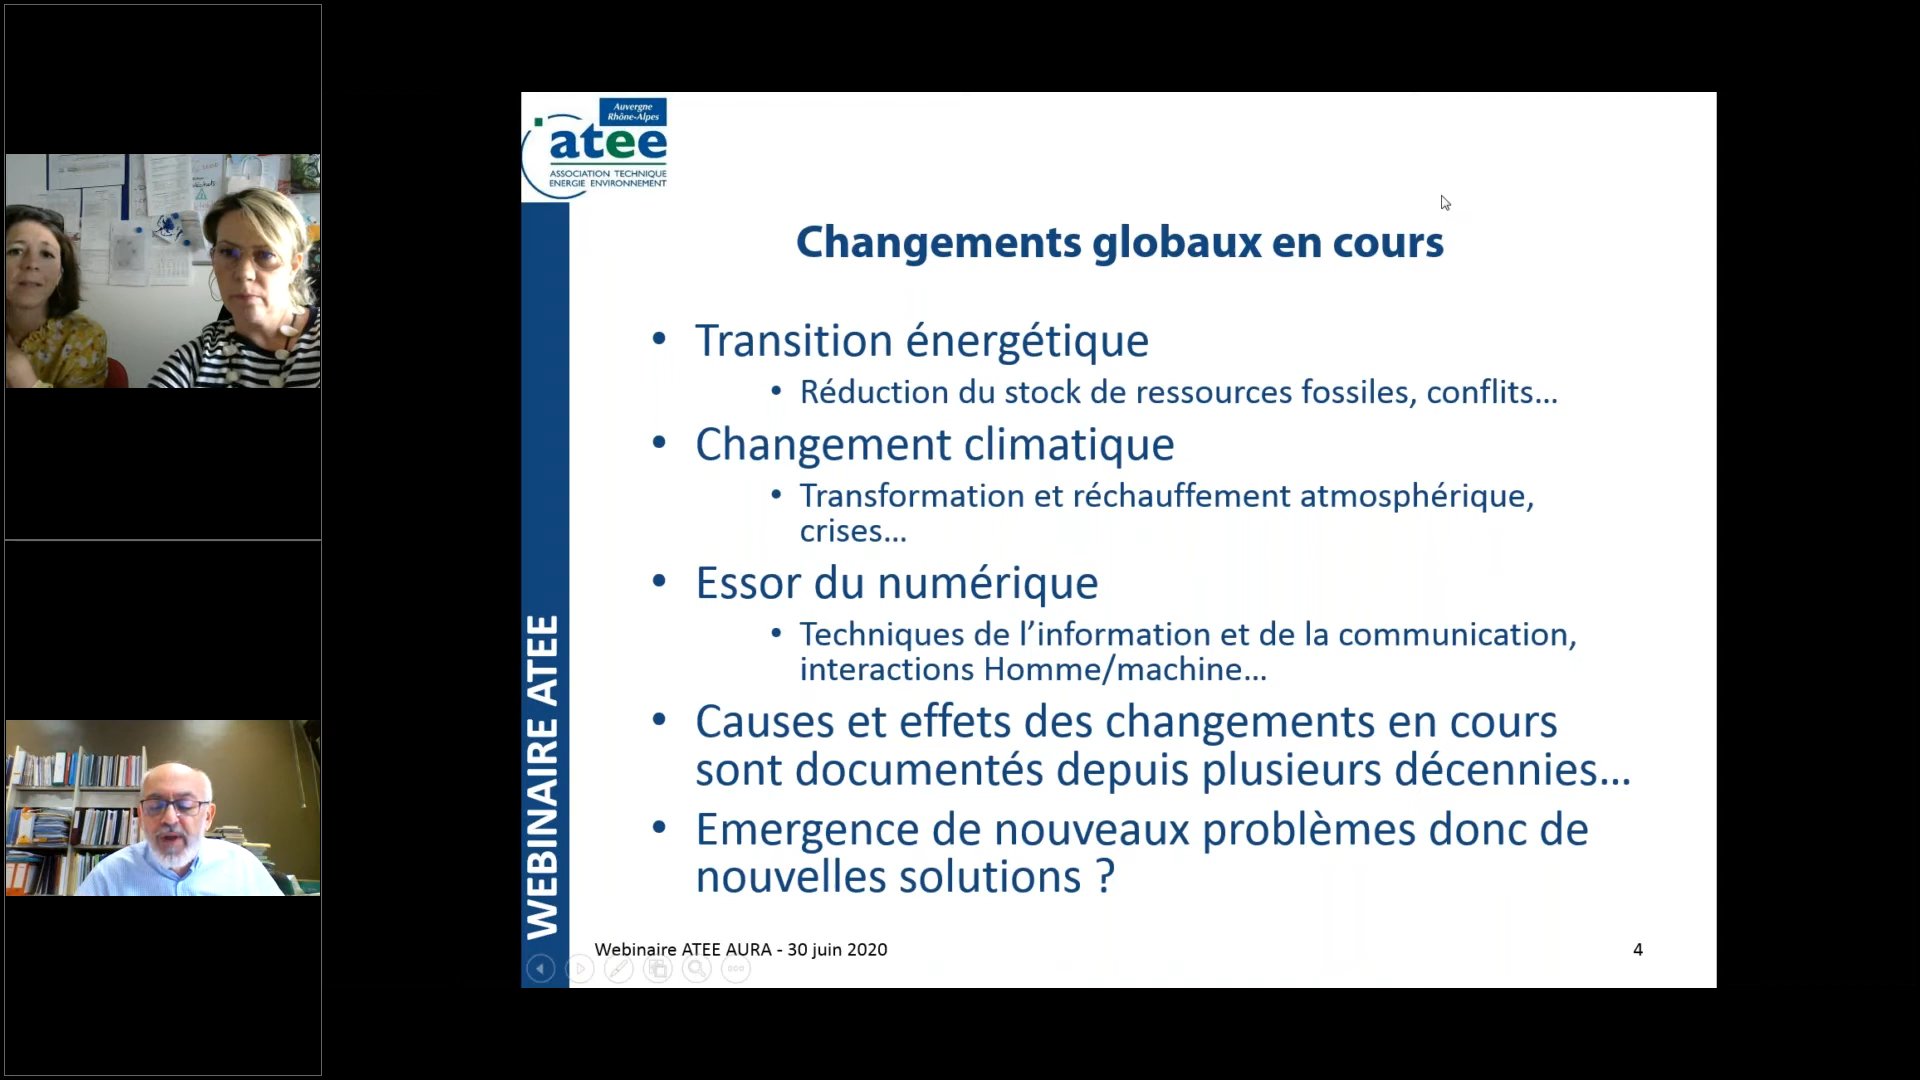 Auvergne
Rhône-Alpes
atee
ASSOCIATION TECHNIQUE
ENERGIE ENVIRONNEMENT
Changements globaux en cours
• Transition énergétique
• Réduction du stock de ressources fossiles, conflits…
• Changement climatique
• Transformation et réchauffement atmosphérique,
crises…
• Essor du numérique
• Techniques de l’information et de la communication,
interactions Homme/machine…
• Causes et effets des changements en cours
sont documentés depuis plusieurs décennies…
• Emergence de nouveaux problèmes donc de
nouvelles solutions ?
WEBINAIRE ATEE
Webinaire ATEE AURA - 30 juin 2020
4